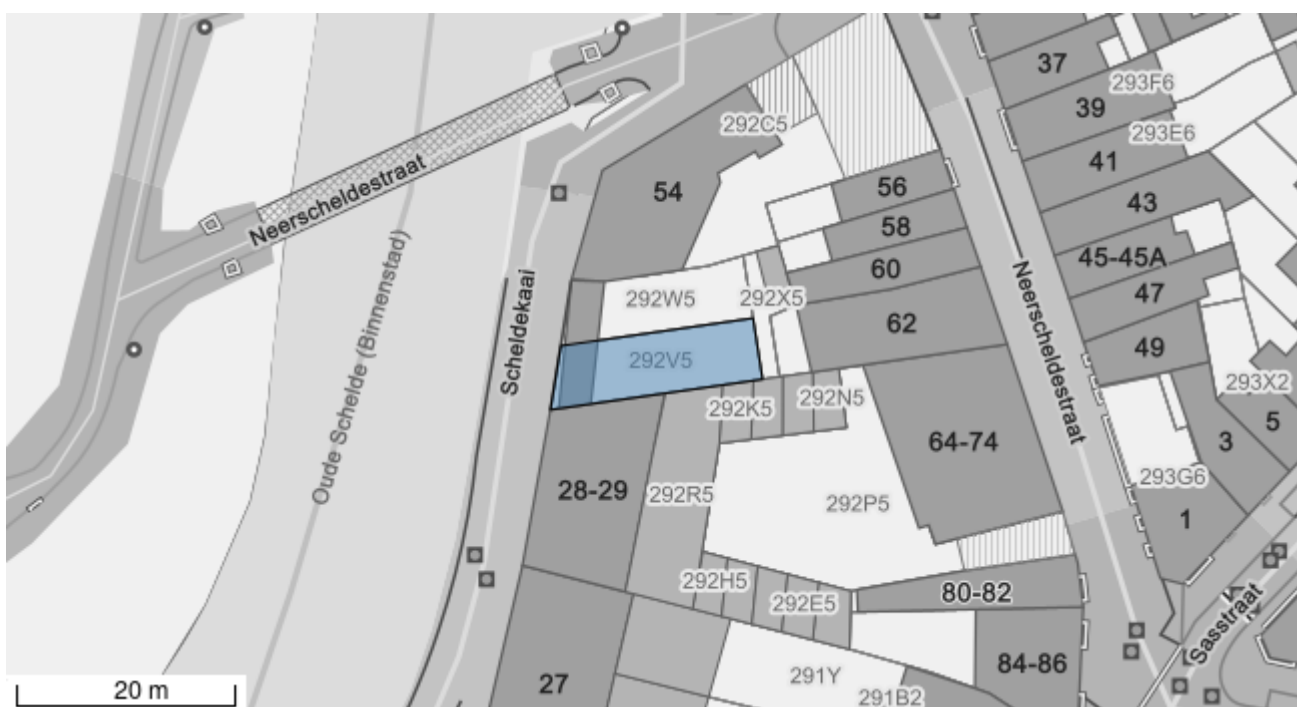 37
293F6
39
292C5
293E6
41
Neerscheldestraat
54
56
43
58
45-45A
Oude Schelde (Binnenstad)
Scheldekaai
60
Neerscheldestraat
292W5
292X5
47
62
49
292V5
293X2
292K5
292N5
5
64-74
3
28-29
292R5
292P5
293G6
1
292H5
80-82
292E5
Sasstraat
27
84-86
291Y
20 m
291B2